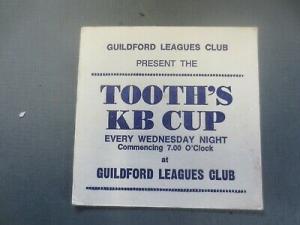 GUILDFORD LEAGUES CLUB
PRESENT THE
TOOTH'S
KB CUP
EVERY WEDNESDAY NIGHT
Commencing 7.00 O'Clock
at
GUILDFORD LEAGUES CLUB